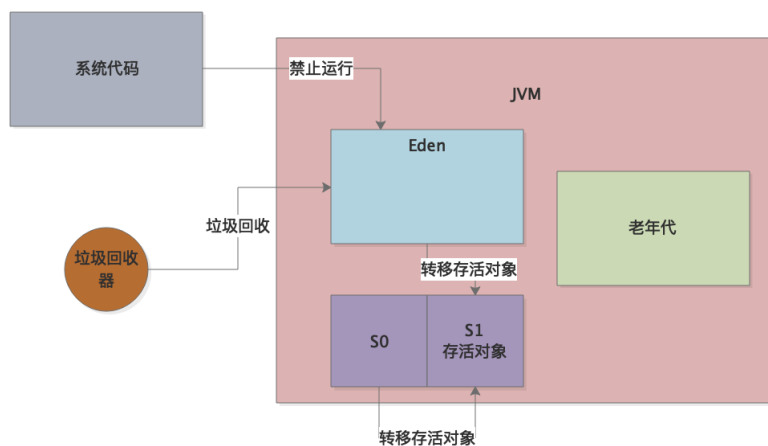 系统代码
禁止运行
JVM
Eden
垃圾回收
老年代
垃圾回收
器
转移存活对象
S0
S1
存活对象
转移存活对象